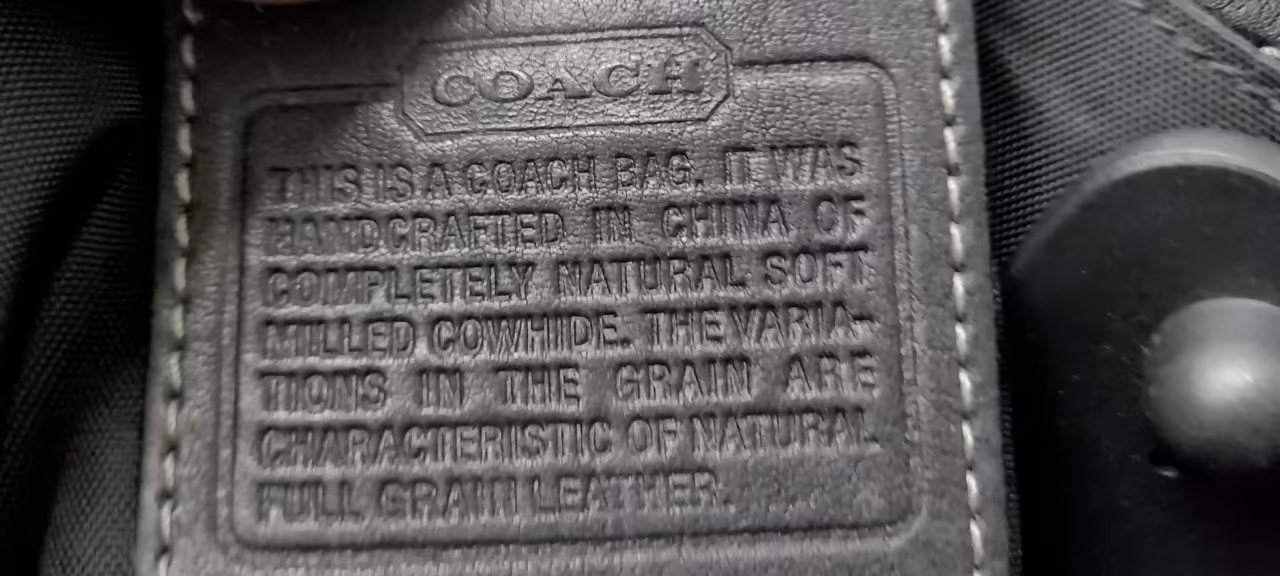 COACH
THIS IS A COACH BAG. IT WAS
HANDCRAFTED IN CHINA OF
COMPLETELY NATURAL SOFT
MILLED COWHIDE. THE VARIA-
TIONS IN THE GRAIN ARE
CHARACTERISTIC OF NATURAL
FULL GRAIN LEATHER.